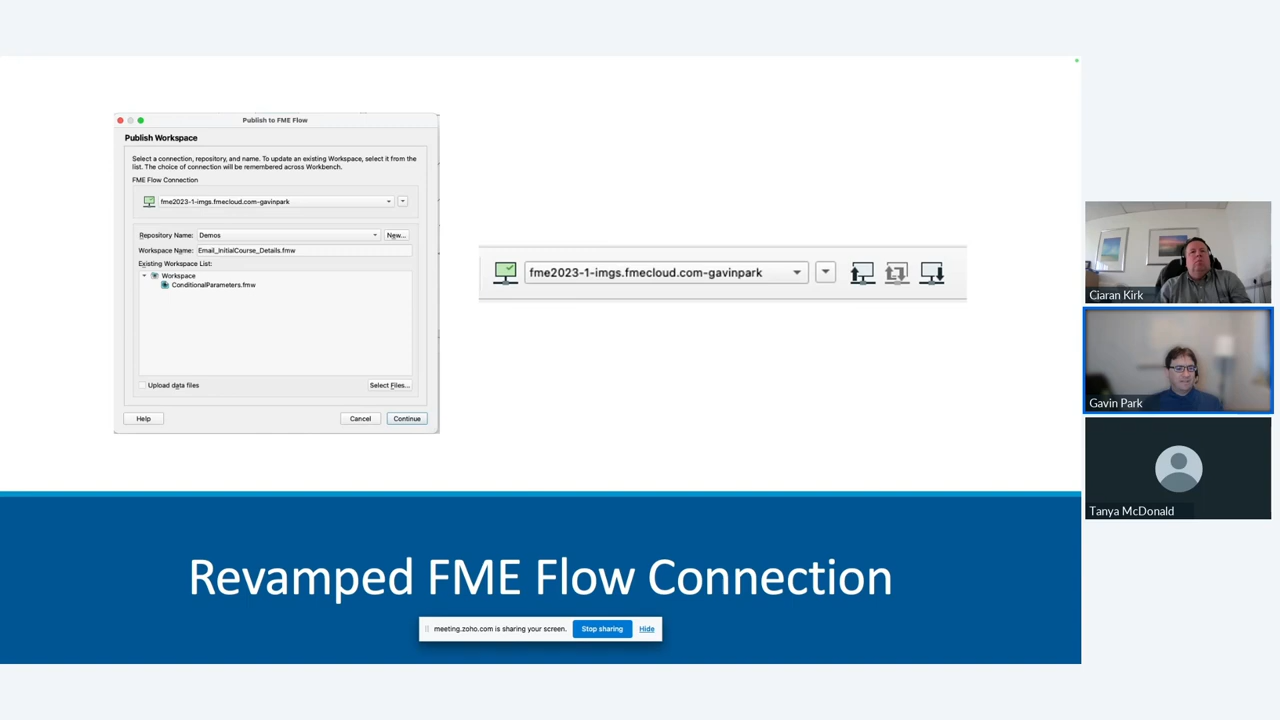 Publish to FME Flow
Publish Workspace
Select a connection, repository, and name. To update an existing Workspace, select it from the
list. The choice of connection will be remembered across Workbench.
FME Flow Connection
fme2023-1-imgs.fmecloud.com-gavinpark
Repository Name: Demos New...
Workspace Name: Email_InitialCourse_Details.fmw
Existing Workspace List:
Workspace
ConditionalParameters.fmw
Upload data files Select Files...
Help Cancel Continue
fme2023-1-imgs.fmecloud.com-gavinpark
Revamped FME Flow Connection
meeting.zoho.com is sharing your screen. Stop sharing Hide
Ciaran Kirk
Gavin Park
Tanya McDonald